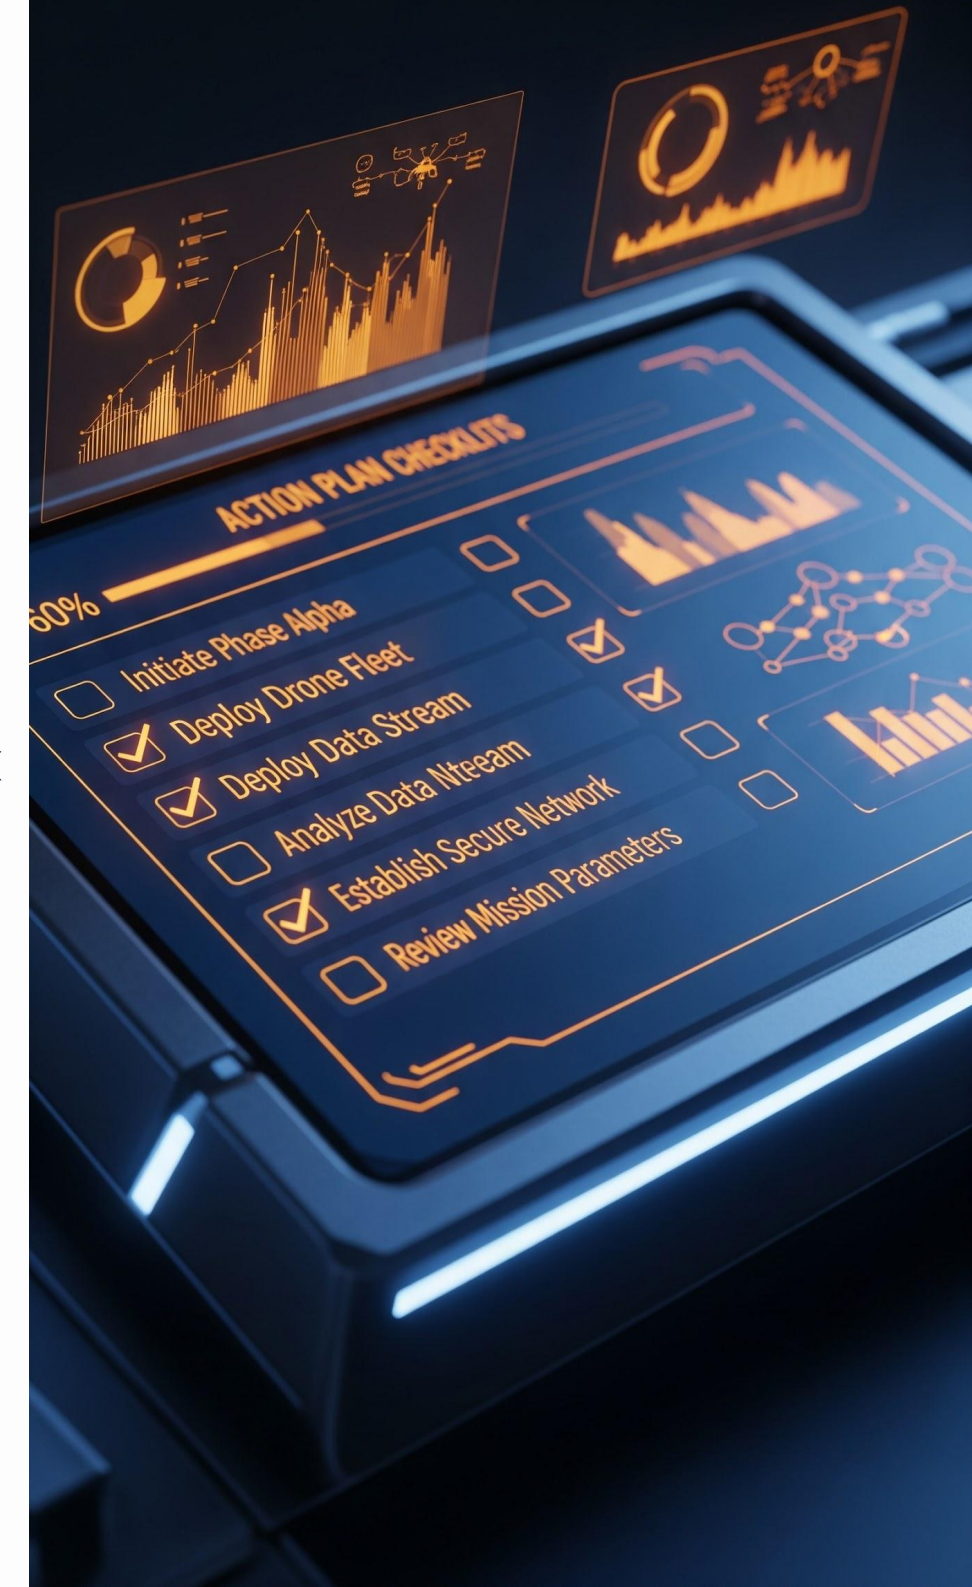 ACTION PLAN CHECKLITS
60%
Initiate Phase Alpha
Deploy Drone Fleet
Deploy Data Stream
Analyze Data Nteeam
Establish Secure Network
Review Mission Parameters